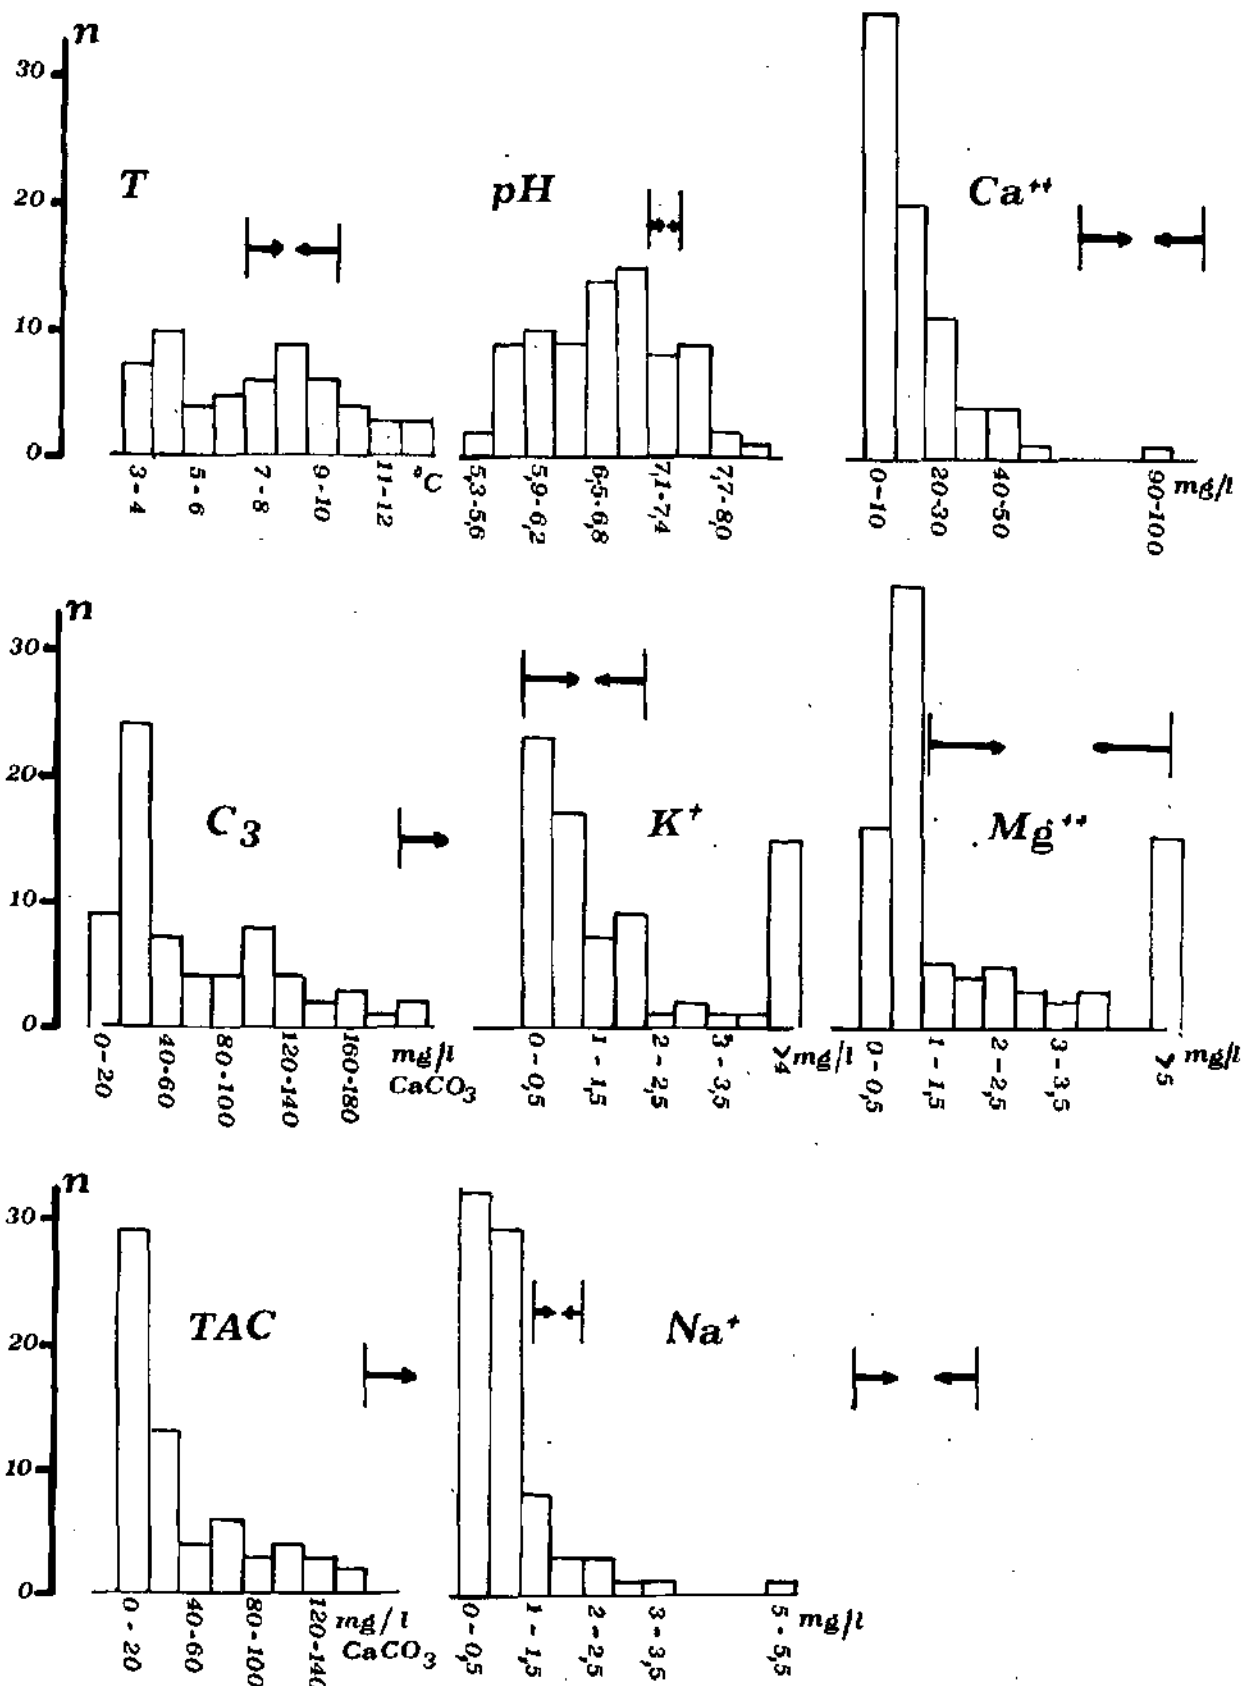 n
30
20
10
0
T
3-4
5-6
7-8
9-10
11-12
°C
pH
5,3-5,6
5,9-6,2
6,5-6,8
7,1-7,4
7,7-8,0
Ca++
0-10
20-30
40-50
90-100
mg/l
n
30
20
10
0
C3
0-20
40-60
80-100
120-140
160-180
mg/l
CaCO3
K+
0-0,5
1-1,5
2-2,5
3-3,5
>4
mg/l
Mg++
0-0,5
1-1,5
2-2,5
3-3,5
>5
mg/l
n
30
20
10
0
TAC
0-20
40-60
80-100
120-140
mg/l
CaCO3
Na+
0-0,5
1-1,5
2-2,5
3-3,5
5-5,5
mg/l